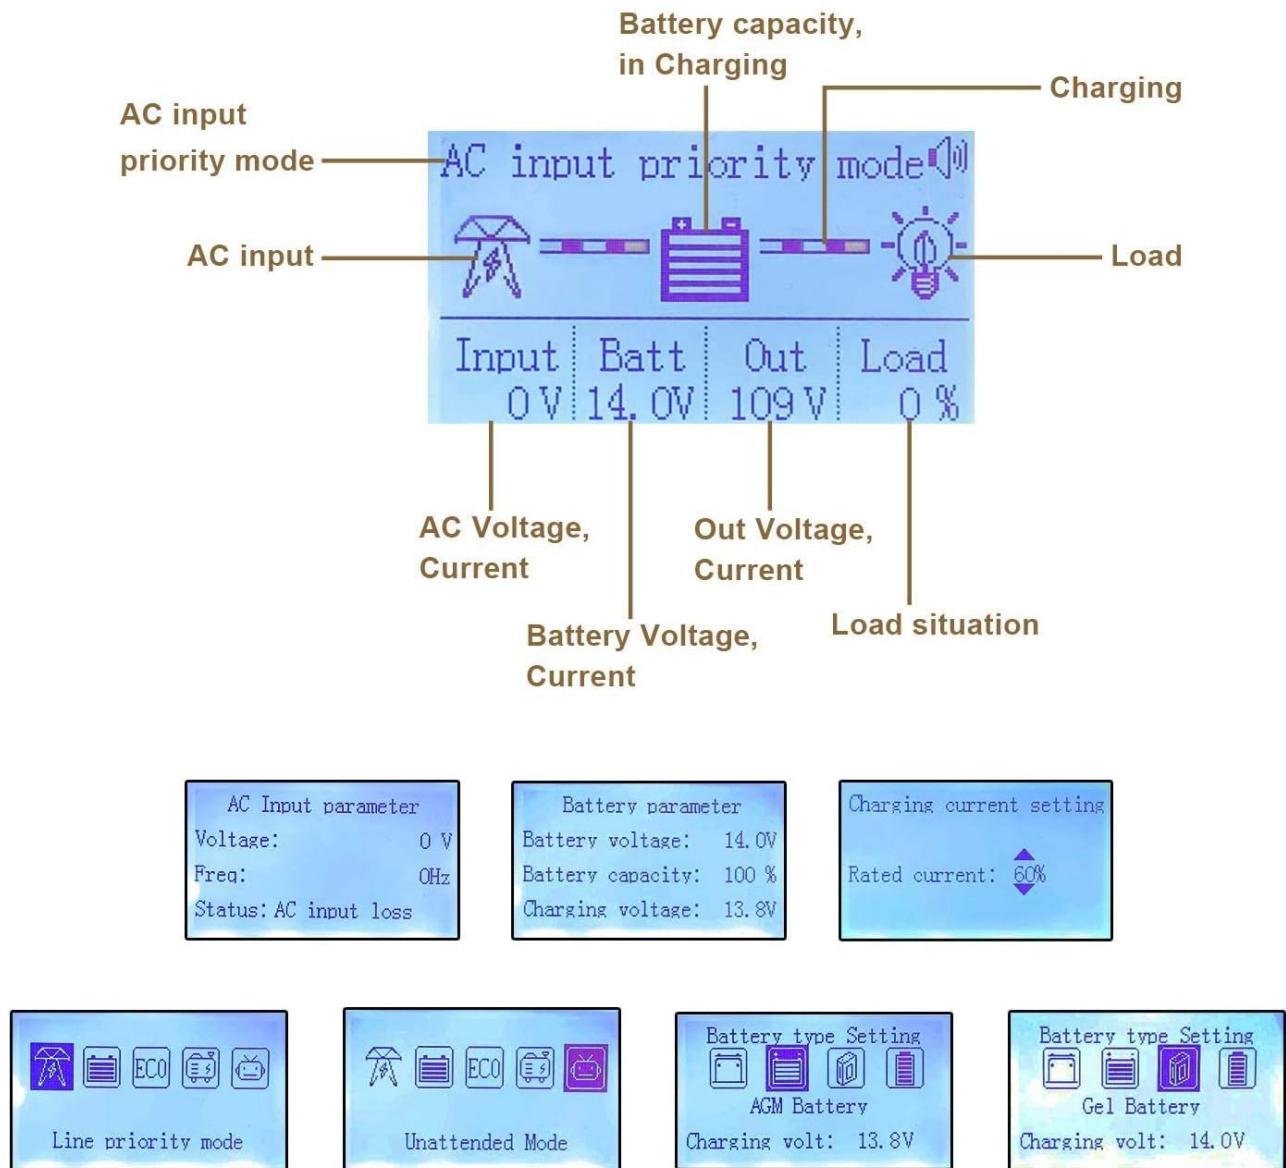 Battery capacity,
in Charging
Charging
AC input
priority mode
AC input priority mode
AC input
Load
Input Batt Out Load
0 V 14.0V 109 V 0 %
AC Voltage,
Current
Out Voltage,
Current
Battery Voltage,
Current
Load situation
AC Input parameter
Voltage: 0 V
Freq: 0Hz
Status: AC input loss
Battery parameter
Battery voltage: 14.0V
Battery capacity: 100 %
Charging voltage: 13.8V
Charging current setting
Rated current: 60%
ECO
Line priority mode
ECO
Unattended Mode
Battery type Setting
AGM Battery
Charging volt: 13.8V
Battery type Setting
Gel Battery
Charging volt: 14.0V